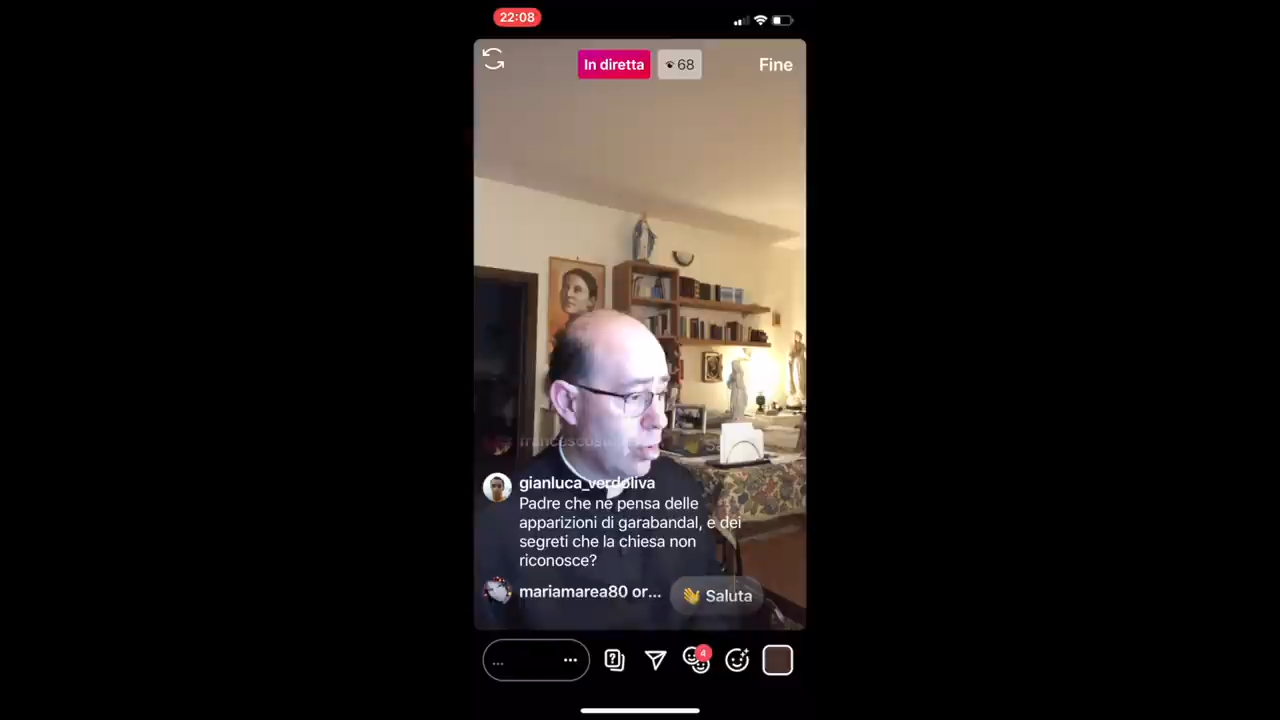 22:08
In diretta
68
Fine
gianluca_verdoliva
Padre che ne pensa delle
apparizioni di garabandal, e dei
segreti che la chiesa non
riconosce?
mariamarea80 or...
👋 Saluta
...
4